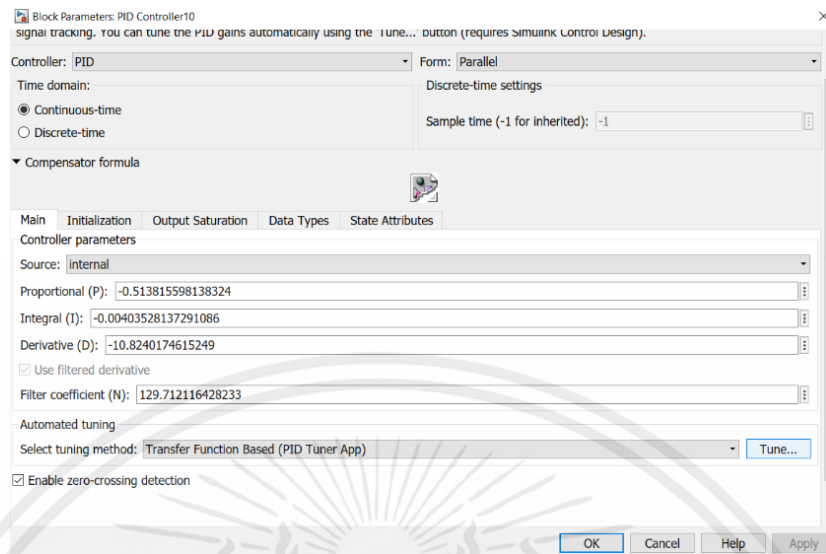 Block Parameters: PID Controller10
signal tracking. You can tune the PID gains automatically using the 'Tune...' button (requires Simulink Control Design).
Controller: PID Form: Parallel
Time domain: Discrete-time settings
Continuous-time
Discrete-time
Sample time (-1 for inherited): -1
Compensator formula
Main Initialization Output Saturation Data Types State Attributes
Controller parameters
Source: internal
Proportional (P): -0.513815598138324
Integral (I): -0.00403528137291086
Derivative (D): -10.8240174615249
Use filtered derivative
Filter coefficient (N): 129.712116428233
Automated tuning
Select tuning method: Transfer Function Based (PID Tuner App) Tune...
Enable zero-crossing detection
OK Cancel Help Apply